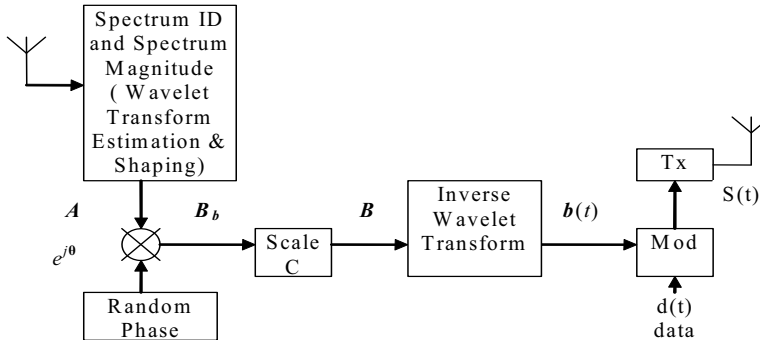 Spectrum ID
and Spectrum
Magnitude
( Wavelet
Transform
Estimation &
Shaping)
A
B_b
e^{jθ}
Random
Phase
Scale
C
B
Inverse
Wavelet
Transform
b(t)
Tx
S(t)
Mod
d(t)
data